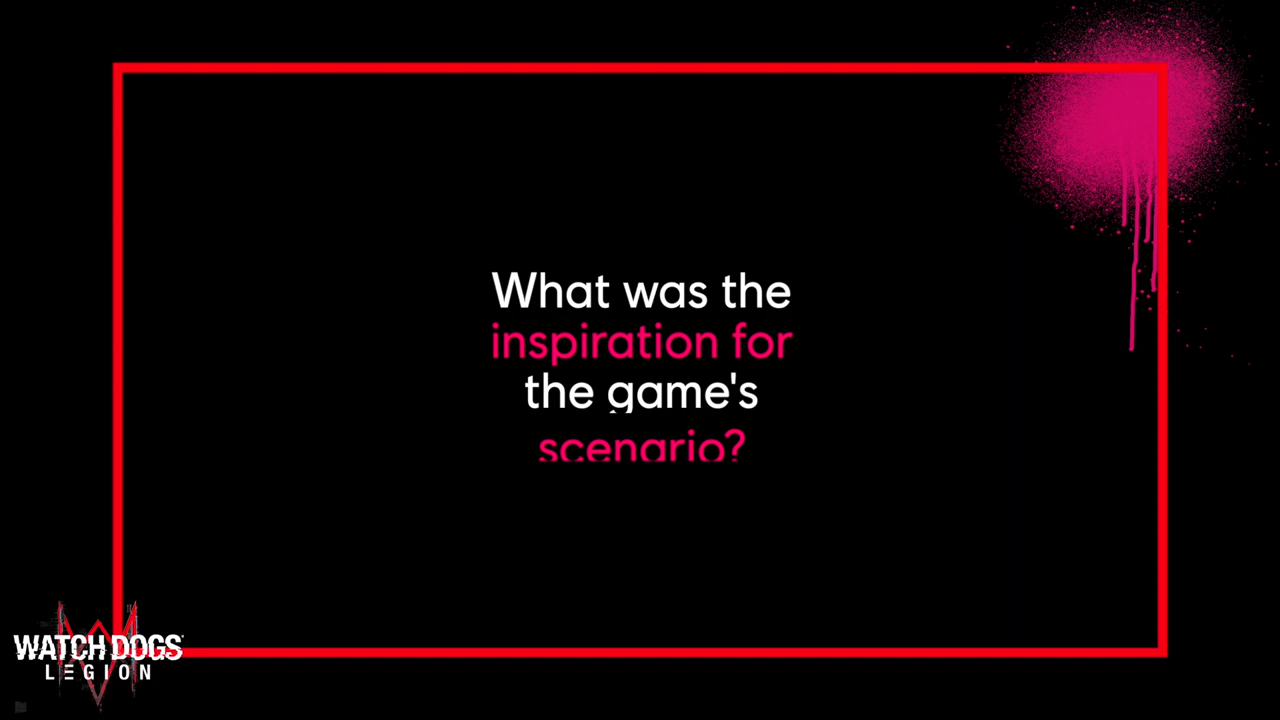 What was the
inspiration for
the game's
scenario?
WATCH DOGS
LEGION